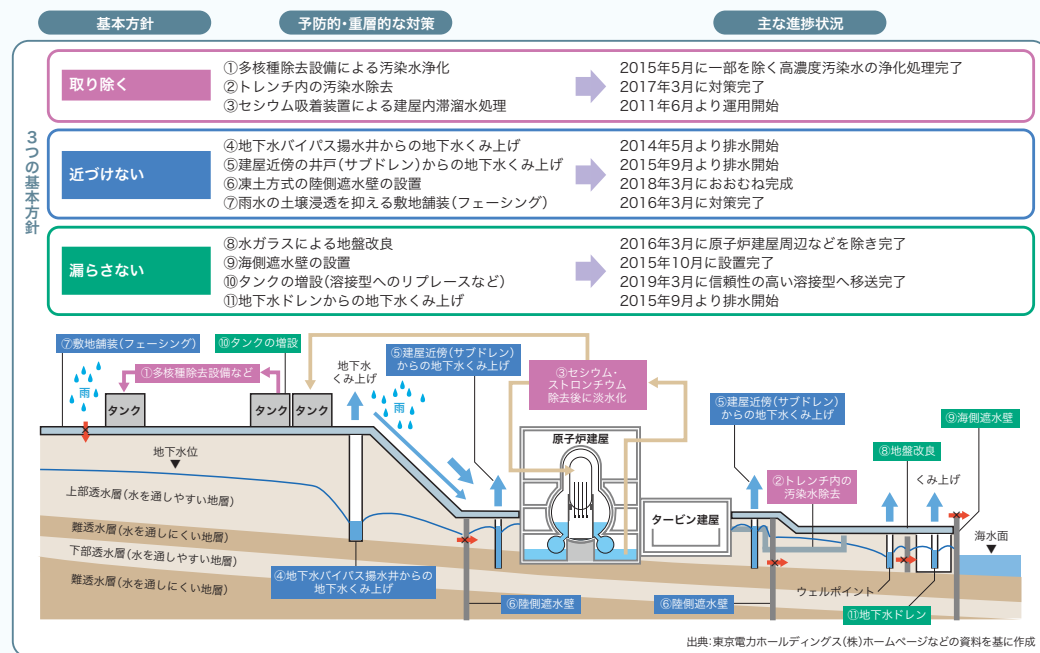 基本方針
予防的・重層的な対策
主な進捗状況
3つの基本方針
取り除く
①多核種除去設備による汚染水浄化
②トレンチ内の汚染水除去
③セシウム吸着装置による建屋内滞溜水処理
2015年5月に一部を除く高濃度汚染水の浄化処理完了
2017年3月に対策完了
2011年6月より運用開始
近づけない
④地下水バイパス揚水井からの地下水くみ上げ
⑤建屋近傍の井戸(サブドレン)からの地下水くみ上げ
⑥凍土方式の陸側遮水壁の設置
⑦雨水の土壌浸透を抑える敷地舗装(フェーシング)
2014年5月より排水開始
2015年9月より排水開始
2018年3月におおむね完成
2016年3月に対策完了
漏らさない
⑧水ガラスによる地盤改良
⑨海側遮水壁の設置
⑩タンクの増設(溶接型へのリプレースなど)
⑪地下水ドレンからの地下水くみ上げ
2016年3月に原子炉建屋周辺などを除き完了
2015年10月に設置完了
2019年3月に信頼性の高い溶接型へ移送完了
2015年9月より排水開始
⑦敷地舗装(フェーシング)
⑩タンクの増設
①多核種除去設備など
雨
タンク
タンク
タンク
地下水
くみ上げ
雨
⑤建屋近傍(サブドレン)
からの地下水くみ上げ
③セシウム・
ストロンチウム
除去後に淡水化
原子炉建屋
タービン建屋
⑤建屋近傍(サブドレン)
からの地下水くみ上げ
②トレンチ内の
汚染水除去
⑨海側遮水壁
⑧地盤改良
くみ上げ
海水面
地下水位
上部透水層(水を通しやすい地層)
難透水層(水を通しにくい地層)
下部透水層(水を通しやすい地層)
難透水層(水を通しにくい地層)
④地下水バイパス揚水井からの
地下水くみ上げ
⑥陸側遮水壁
⑥陸側遮水壁
ウェルポイント
⑪地下水ドレン
出典:東京電力ホールディングス(株)ホームページなどの資料を基に作成